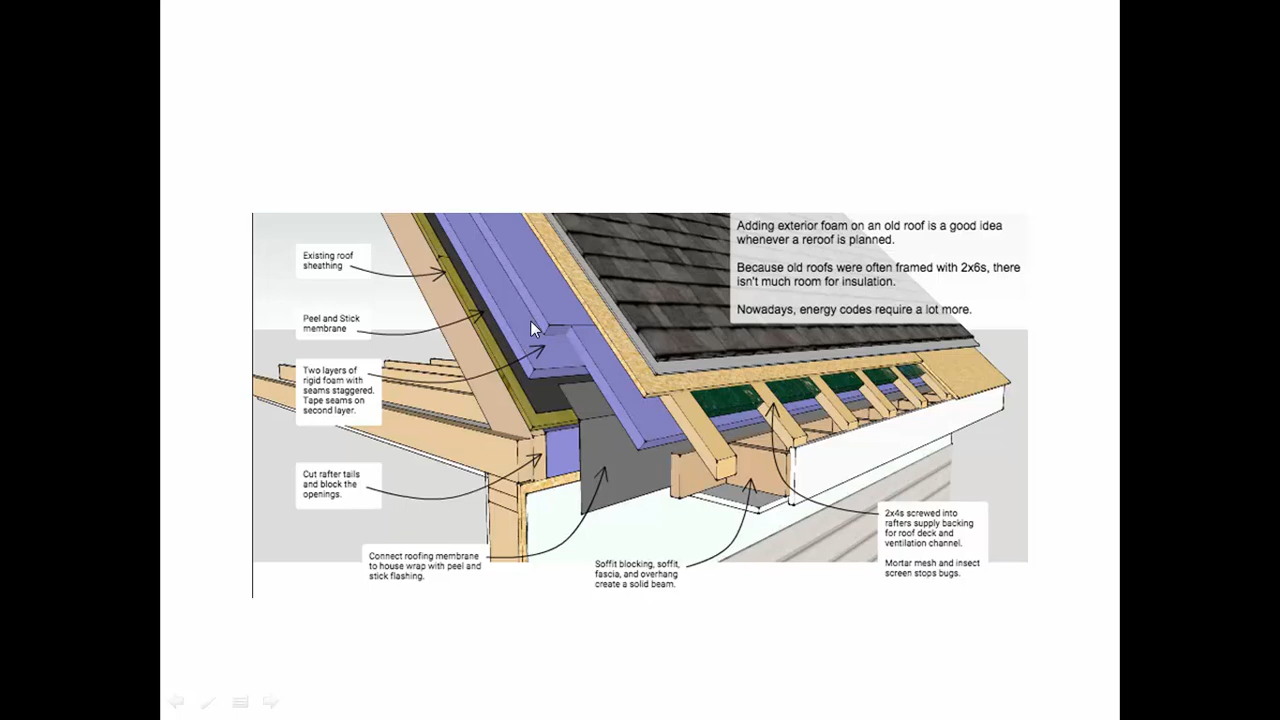 Adding exterior foam on an old roof is a good idea
whenever a reroof is planned.
Because old roofs were often framed with 2x6s, there
isn't much room for insulation.
Nowadays, energy codes require a lot more.
Existing roof
sheathing
Peel and Stick
membrane
Two layers of
rigid foam with
seams staggered.
Tape seams on
second layer.
Cut rafter tails
and block the
openings.
Connect roofing membrane
to house wrap with peel and
stick flashing.
Soffit blocking, soffit,
fascia, and overhang
create a solid beam.
2x4s screwed into
rafters supply backing
for roof deck and
ventilation channel.
Mortar mesh and insect
screen stops bugs.